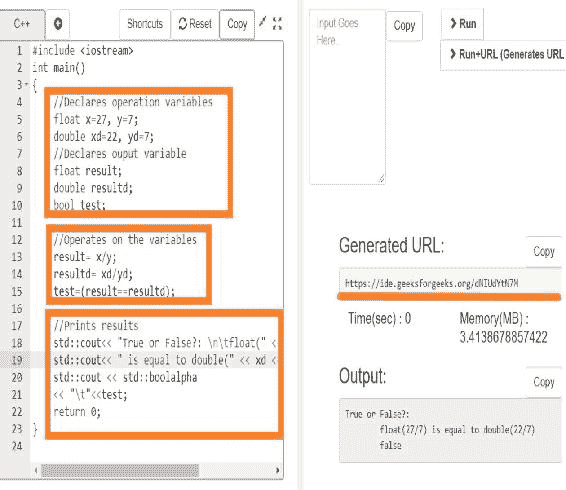 C++
Shortcuts
Reset
Copy
1 #include <iostream>
2 int main()
3 {
4 //Declares operation variables
5 float x=27, y=7;
6 double xd=22, yd=7;
7 //Declares ouput variable
8 float result;
9 double resultd;
10 bool test;
11
12 //Operates on the variables
13 result= x/y;
14 resultd= xd/yd;
15 test=(result==resultd);
16
17 //Prints results
18 std::cout<< "True or False?: \n\tfloat(" <
19 std::cout<< " is equal to double(" << xd <
20 std::cout << std::boolalpha
21 << "\t"<<test;
22 return 0;
23 }
24
Input Goes
Here..
Copy
Run
Run+URL (Generates URL
Generated URL:
Copy
https://ide.geeksforgeeks.org/dNIUdYtN7M
Time(sec) : 0
Memory(MB) :
3.4138678857422
Output:
Copy
True or False?:
float(27/7) is equal to double(22/7)
false